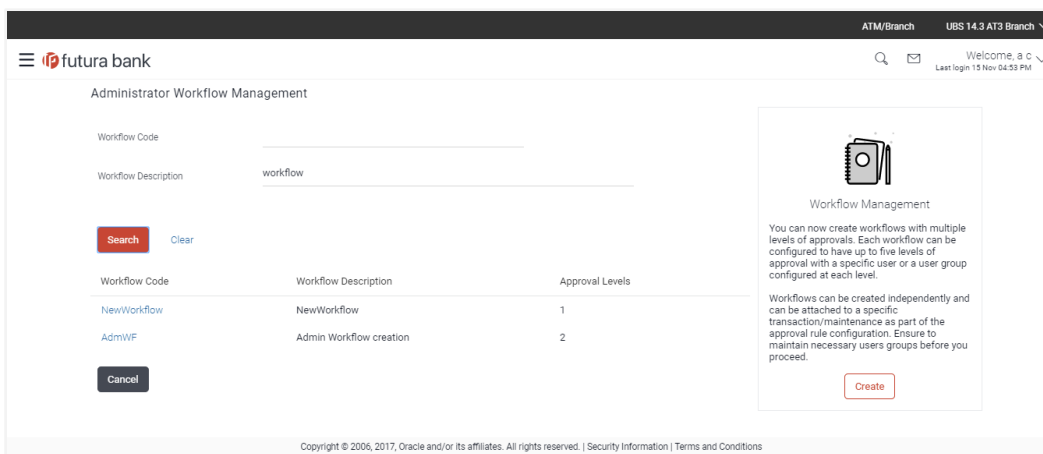 ATM/Branch UBS 14.3 AT3 Branch
futura bank
Welcome, a c
Last login 15 Nov 04:53 PM
Administrator Workflow Management
Workflow Code
Workflow Description workflow
Search Clear
Workflow Code Workflow Description Approval Levels
NewWorkflow NewWorkflow 1
AdmWF Admin Workflow creation 2
Cancel
Workflow Management
You can now create workflows with multiple
levels of approvals. Each workflow can be
configured to have up to five levels of
approval with a specific user or a user group
configured at each level.
Workflows can be created independently and
can be attached to a specific
transaction/maintenance as part of the
approval rule configuration. Ensure to
maintain necessary users groups before you
proceed.
Create
Copyright © 2006, 2017, Oracle and/or its affiliates. All rights reserved. | Security Information | Terms and Conditions